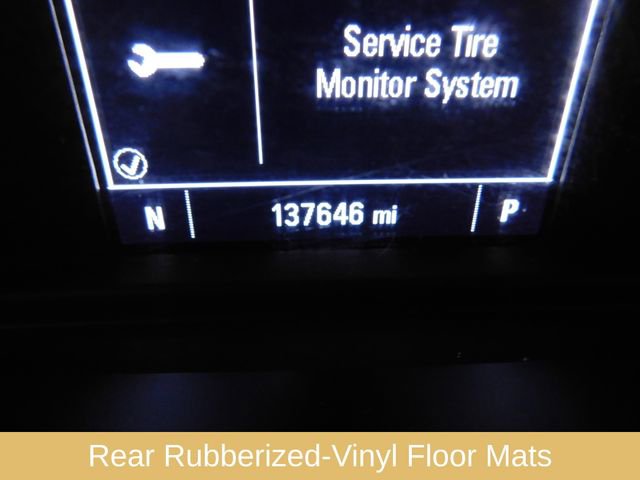 Service Tire
Monitor System
N
137646 mi
P
Rear Rubberized-Vinyl Floor Mats